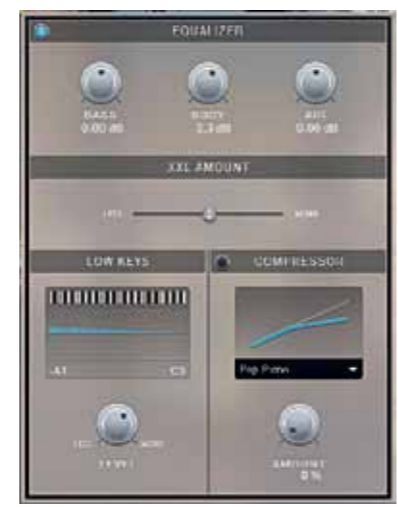 EQUALIZER
BASS
BODY
AIR
0.00 dB
3.3 dB
0.00 dB
XXL AMOUNT
LESS
MORE
LOW KEYS
COMPRESSOR
A1
C3
Pop Piano
LESS
MORE
LEVEL
AMOUNT
0 %